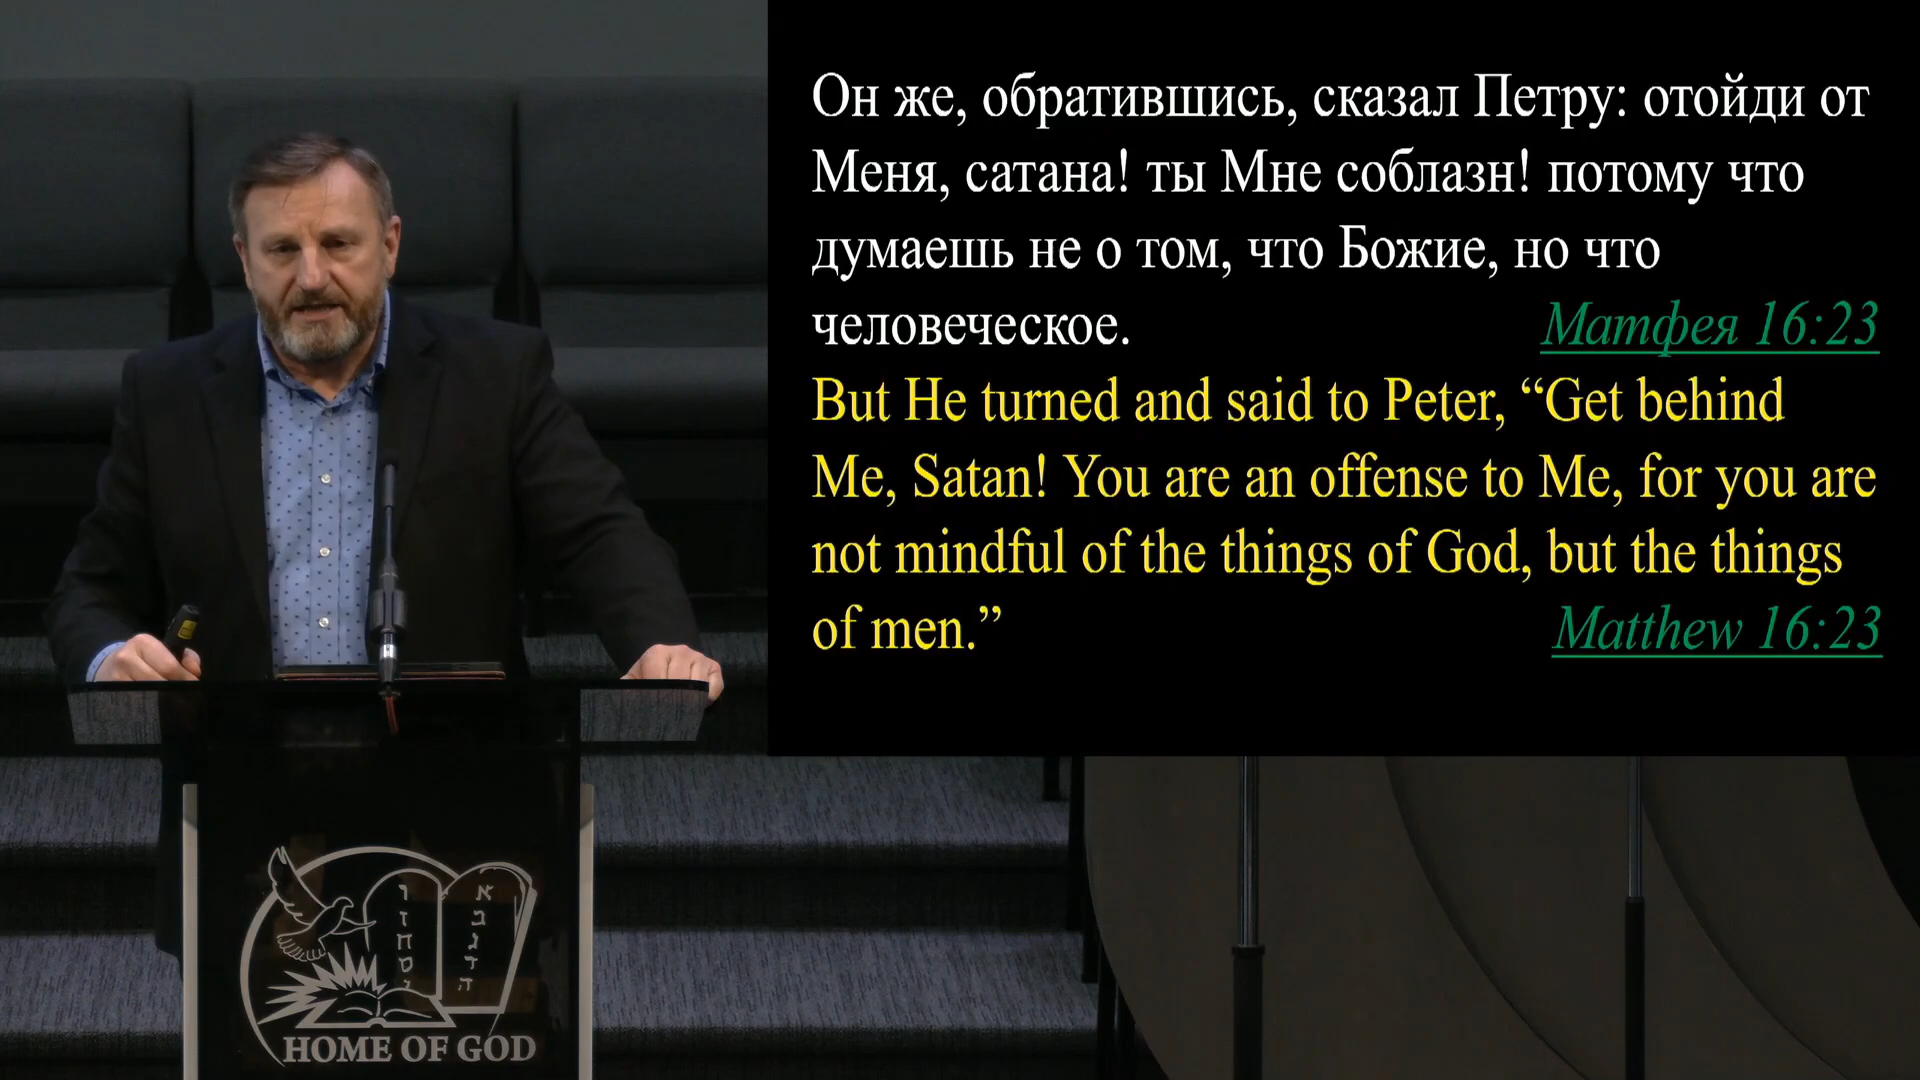 Он же, обратившись, сказал Петру: отойди от
Меня, сатана! ты Мне соблазн! потому что
думаешь не о том, что Божие, но что
человеческое. Матфея 16:23
But He turned and said to Peter, “Get behind
Me, Satan! You are an offense to Me, for you are
not mindful of the things of God, but the things
of men.” Matthew 16:23
ו א
ז ב
ח ג
ט ד
י ה
HOME OF GOD